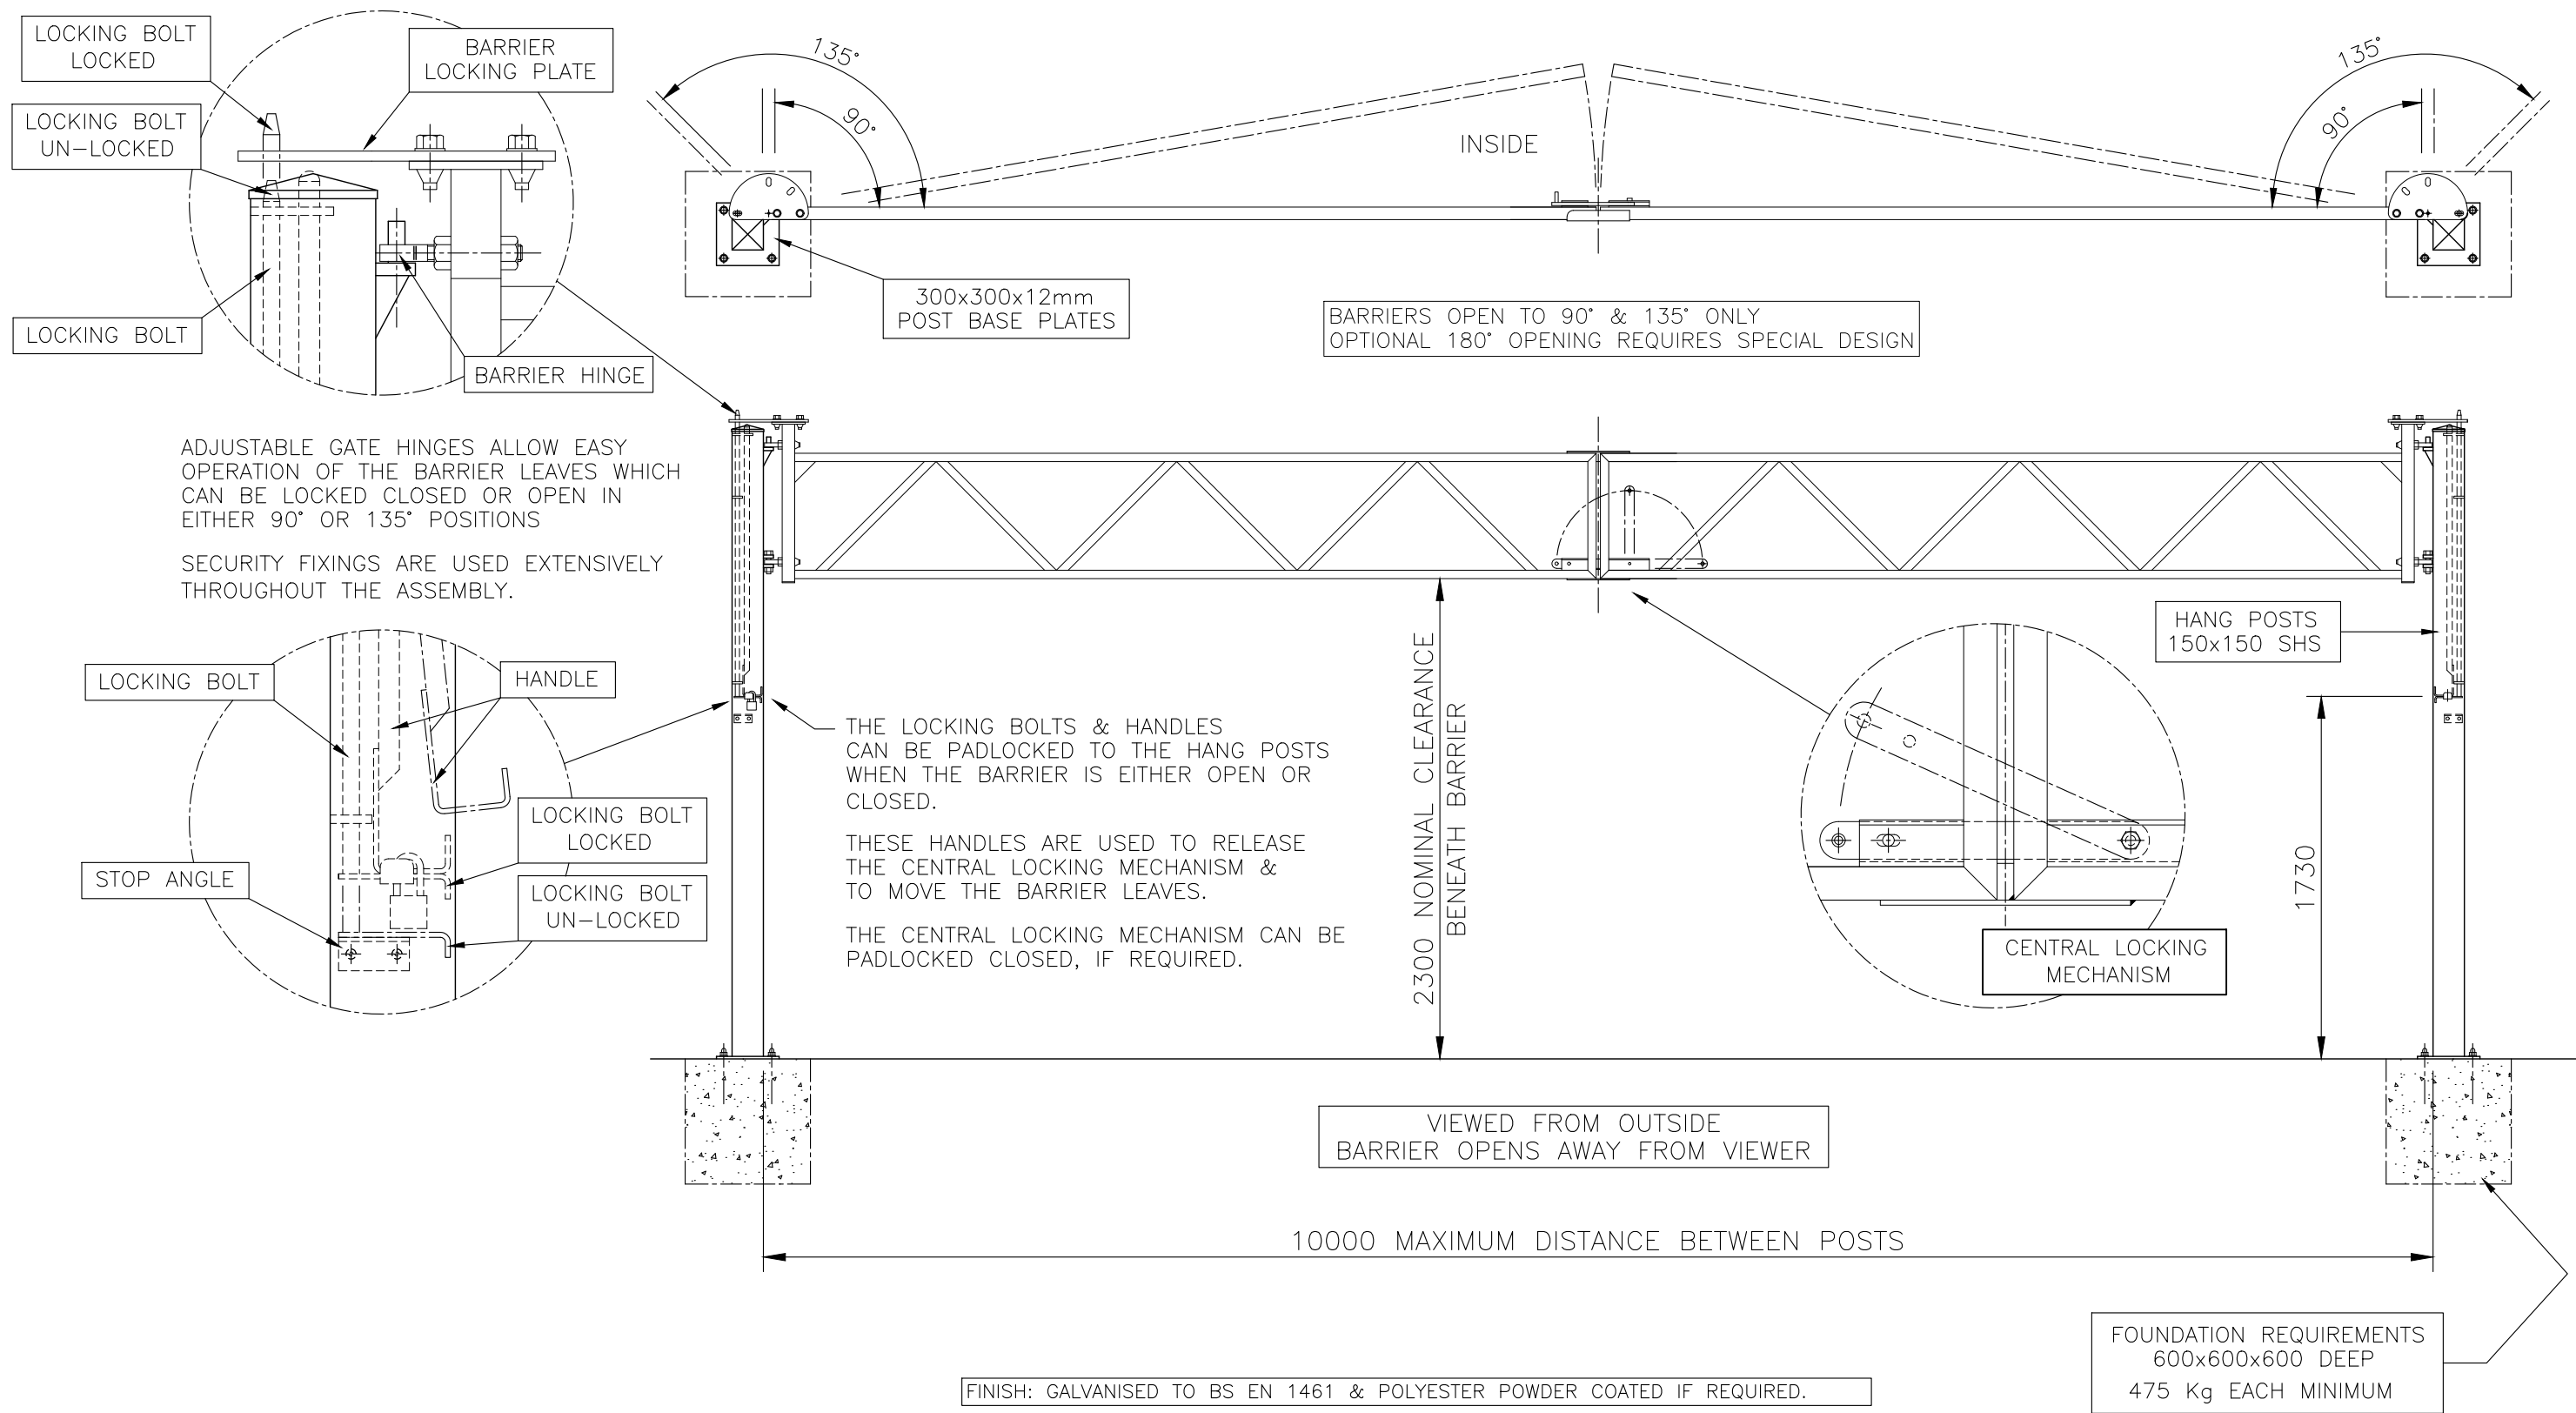 LOCKING BOLT
LOCKED
BARRIER
LOCKING PLATE
LOCKING BOLT
UN-LOCKED
LOCKING BOLT
BARRIER HINGE
135°
90°
INSIDE
135°
90°
300x300x12mm
POST BASE PLATES
BARRIERS OPEN TO 90° & 135° ONLY
OPTIONAL 180° OPENING REQUIRES SPECIAL DESIGN
ADJUSTABLE GATE HINGES ALLOW EASY
OPERATION OF THE BARRIER LEAVES WHICH
CAN BE LOCKED CLOSED OR OPEN IN
EITHER 90° OR 135° POSITIONS
SECURITY FIXINGS ARE USED EXTENSIVELY
THROUGHOUT THE ASSEMBLY.
LOCKING BOLT
HANDLE
LOCKING BOLT
LOCKED
STOP ANGLE
LOCKING BOLT
UN-LOCKED
THE LOCKING BOLTS & HANDLES
CAN BE PADLOCKED TO THE HANG POSTS
WHEN THE BARRIER IS EITHER OPEN OR
CLOSED.
THESE HANDLES ARE USED TO RELEASE
THE CENTRAL LOCKING MECHANISM &
TO MOVE THE BARRIER LEAVES.
THE CENTRAL LOCKING MECHANISM CAN BE
PADLOCKED CLOSED, IF REQUIRED.
2300 NOMINAL CLEARANCE
BENEATH BARRIER
HANG POSTS
150x150 SHS
CENTRAL LOCKING
MECHANISM
1730
VIEWED FROM OUTSIDE
BARRIER OPENS AWAY FROM VIEWER
10000 MAXIMUM DISTANCE BETWEEN POSTS
FOUNDATION REQUIREMENTS
600x600x600 DEEP
475 Kg EACH MINIMUM
FINISH: GALVANISED TO BS EN 1461 & POLYESTER POWDER COATED IF REQUIRED.